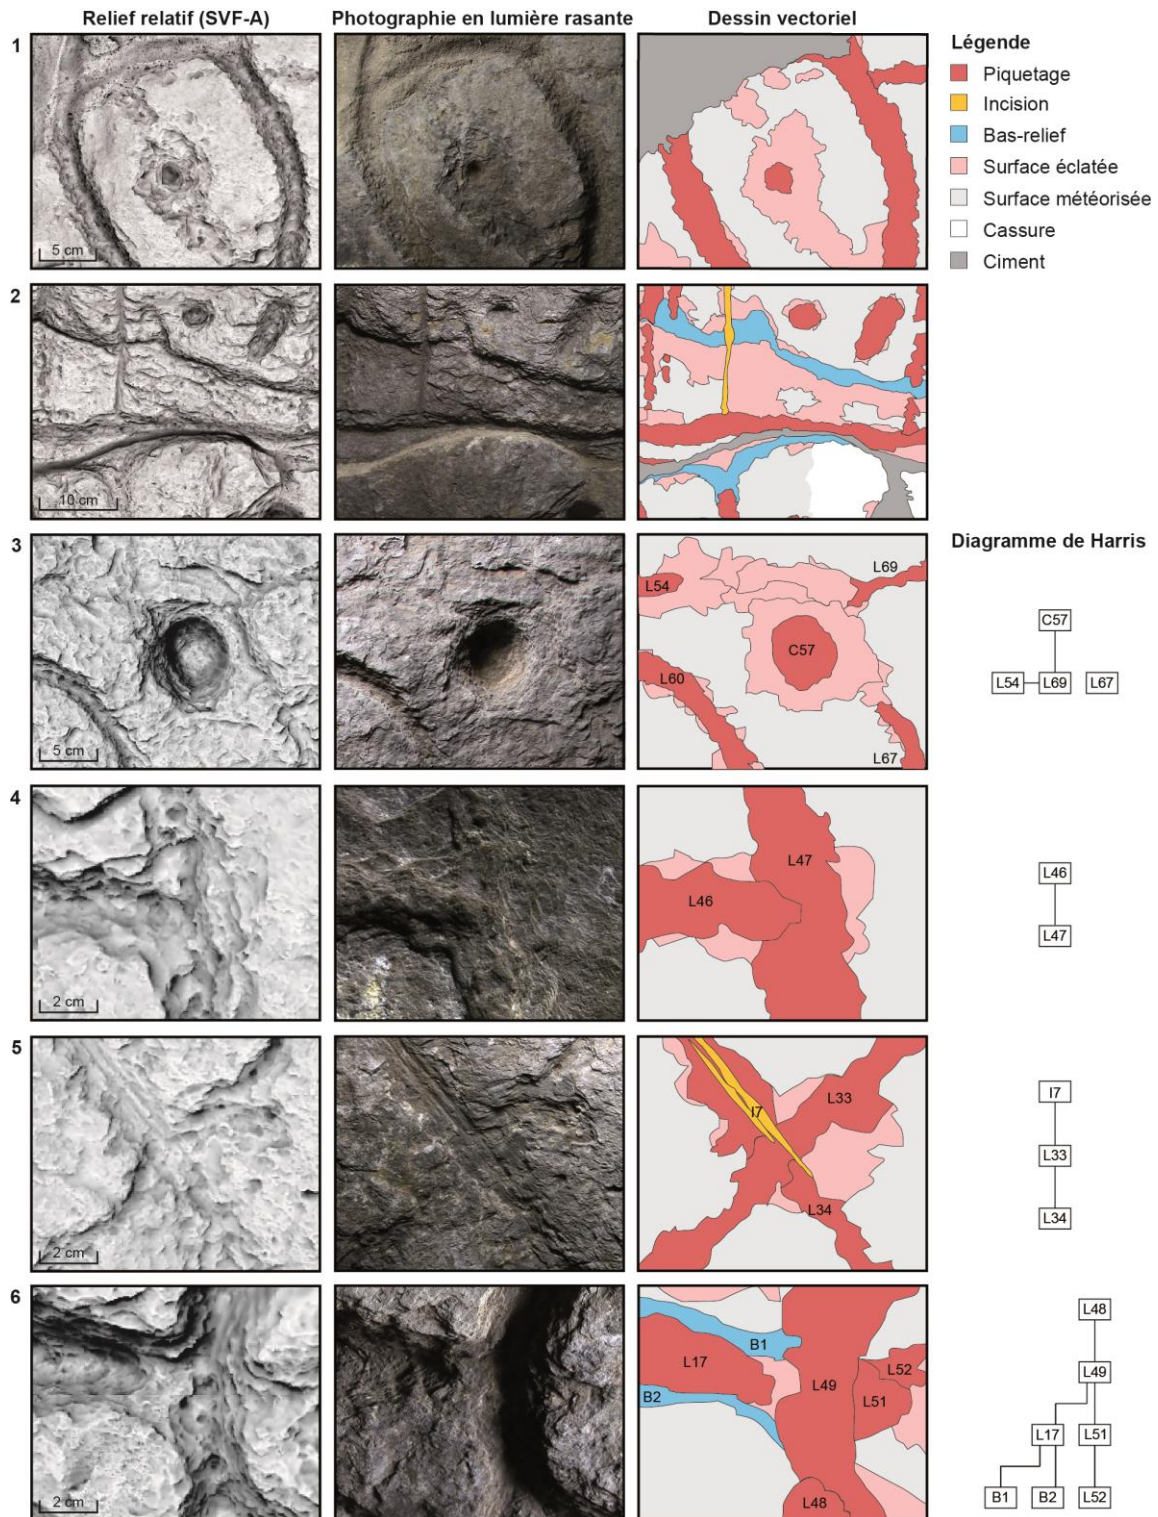 Relief relatif (SVF-A)
Photographie en lumière rasante
Dessin vectoriel
Légende
Piquetage
Incision
Bas-relief
Surface éclatée
Surface météorisée
Cassure
Ciment
1
5 cm
2
10 cm
3
5 cm
L54
L69
C57
L60
L67
Diagramme de Harris
C57
L54
L69
L67
4
2 cm
L47
L46
L46
L47
5
2 cm
L33
I7
L34
I7
L33
L34
6
2 cm
B1
L17
L49
L52
B2
L51
L48
L48
L49
L17
L51
B1
B2
L52